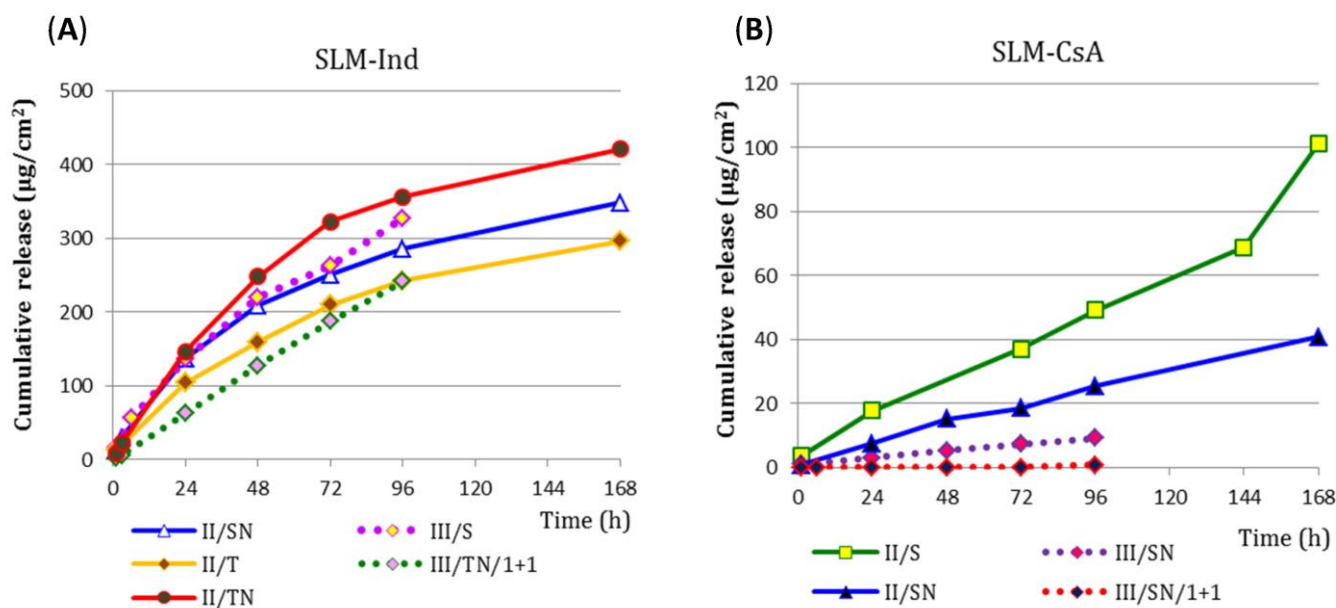 (A)
SLM-Ind
Cumulative release (µg/cm²)
500
400
300
200
100
0
0 24 48 72 96 120 144 168
Time (h)
II/SN
III/S
II/T
III/TN/1+1
II/TN
(B)
SLM-CsA
Cumulative release (µg/cm²)
120
100
80
60
40
20
0
0 24 48 72 96 120 144 168
Time (h)
II/S
III/SN
II/SN
III/SN/1+1